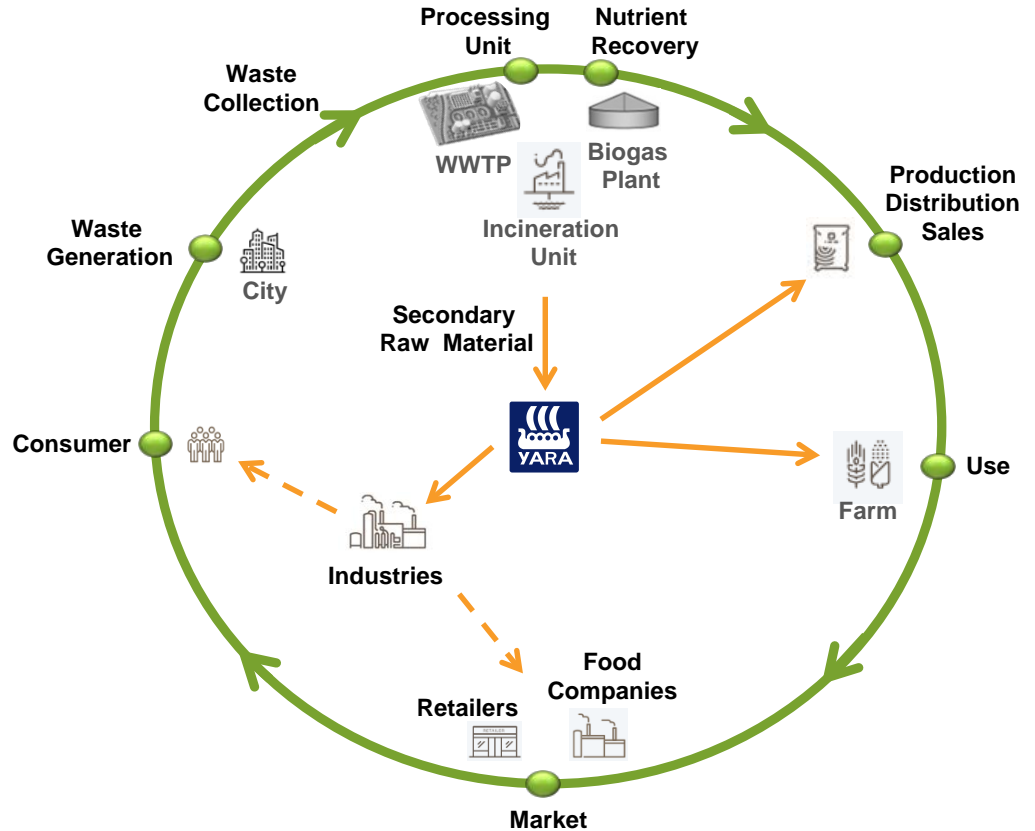 Processing
Unit
Nutrient
Recovery
Waste
Collection
WWTP
Biogas
Plant
Incineration
Unit
Production
Distribution
Sales
Waste
Generation
City
Secondary
Raw Material
YARA
Consumer
Use
Farm
Industries
Food
Companies
Retailers
RETAILER
Market